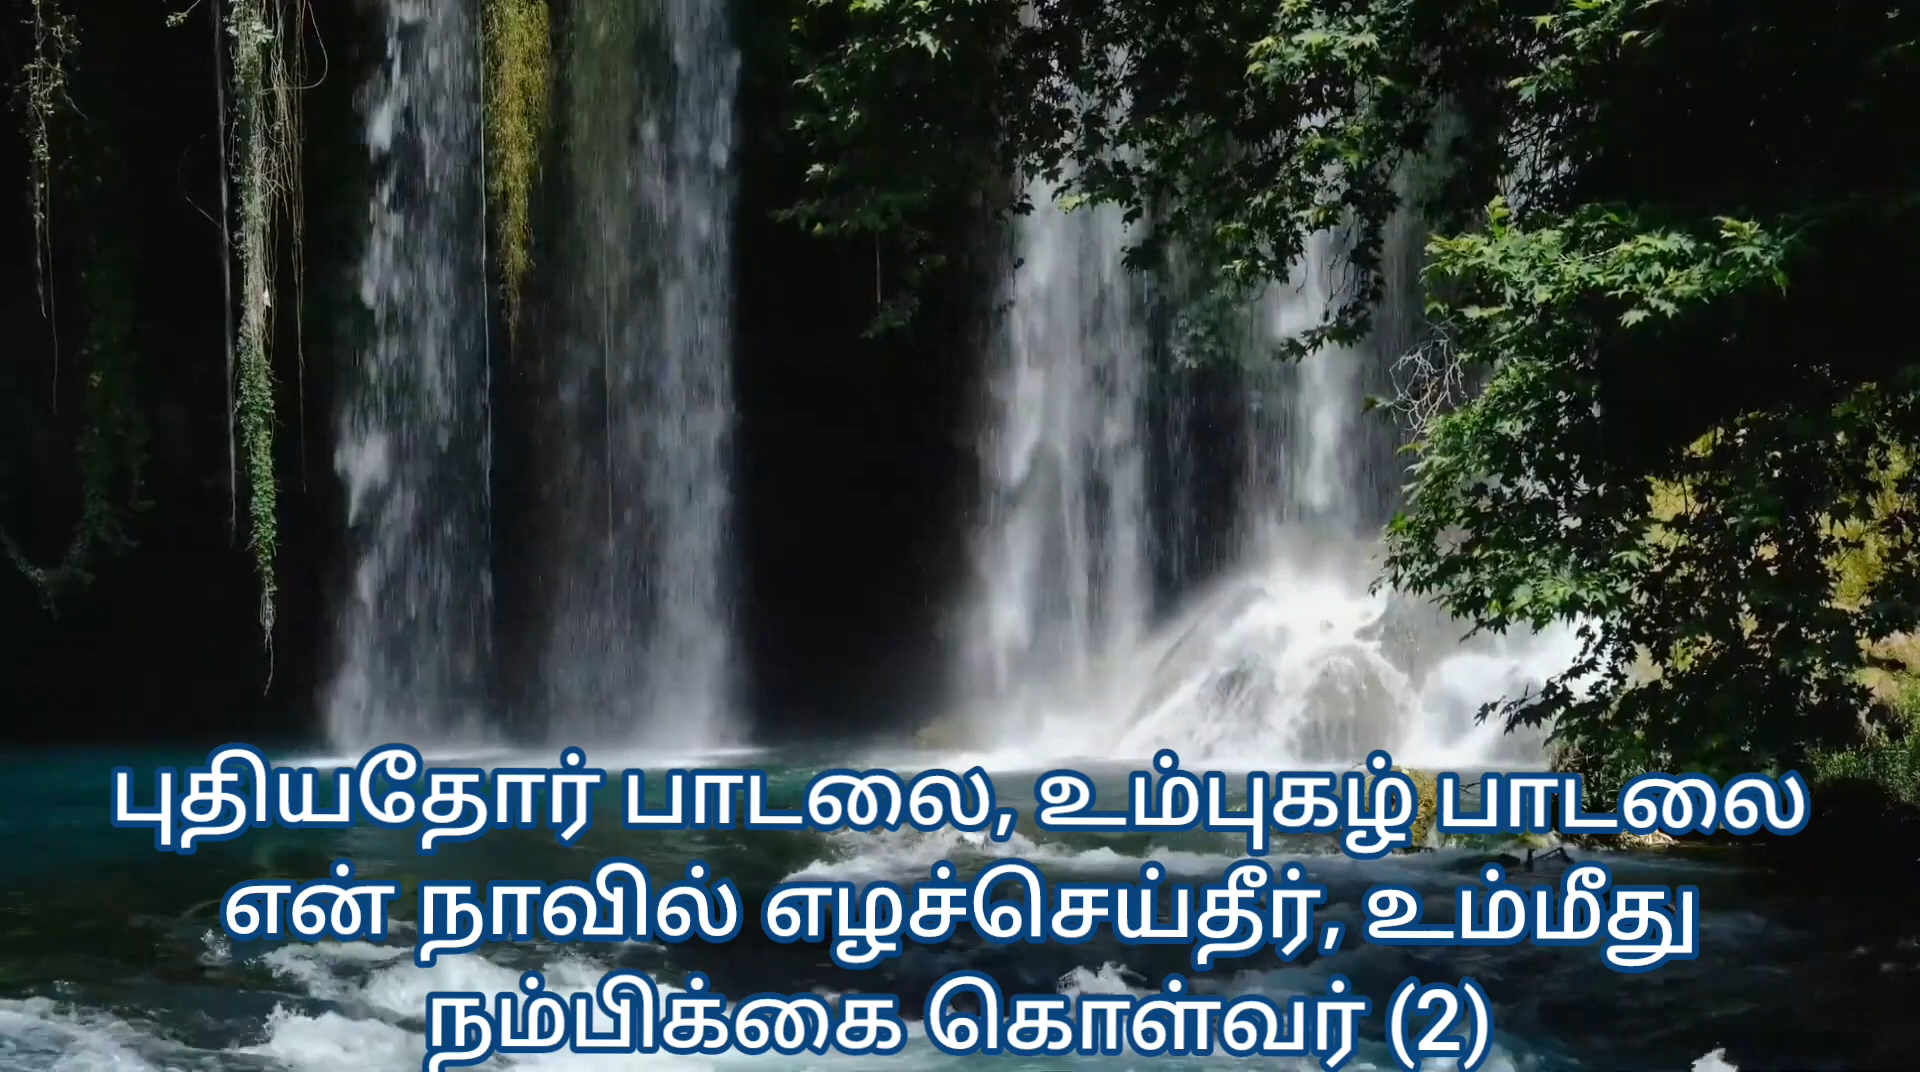 புதியதோர் பாடலை, உம்புகழ் பாடலை
என் நாவில் எழச்செய்தீர், உம்மீது
நம்பிக்கை கொள்வர் (2)